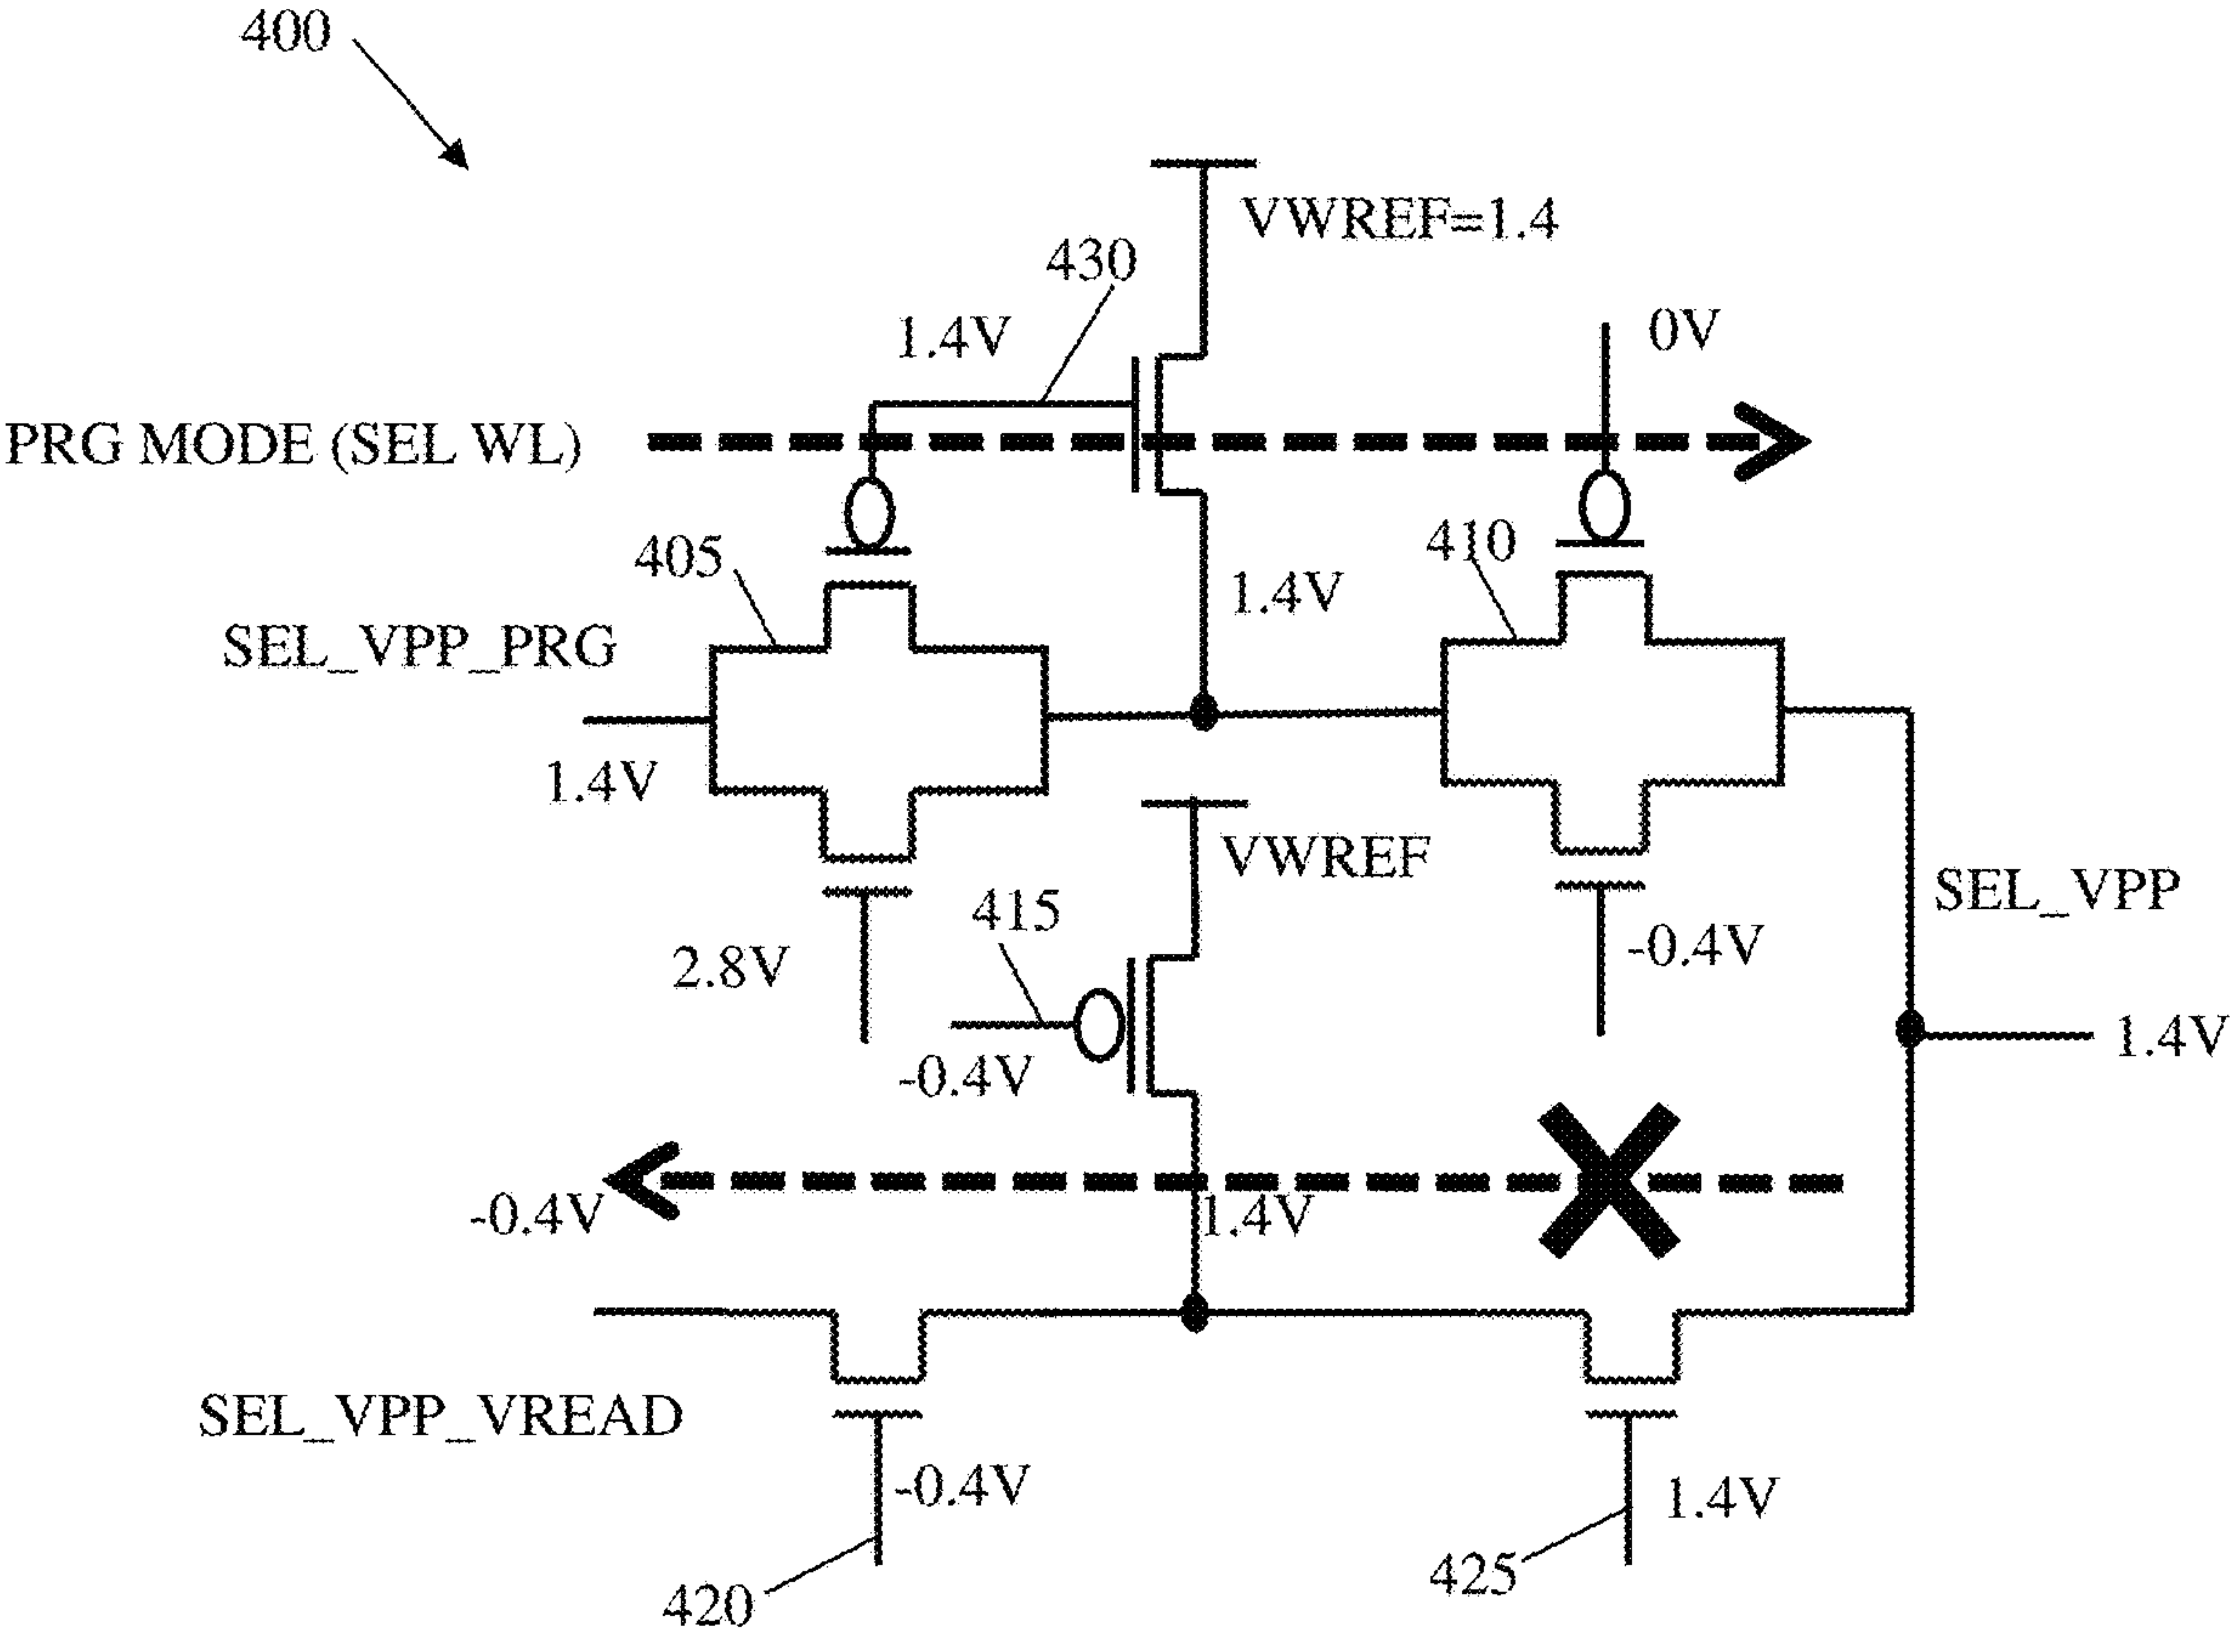 400
VWREF=1.4
430
1.4V
0V
PRG MODE (SEL WL)
405
410
1.4V
SEL_VPP_PRG
1.4V
VWREF
SEL_VPP
415
2.8V
-0.4V
-0.4V
1.4V
-0.4V
1.4V
SEL_VPP_VREAD
-0.4V
1.4V
420
425